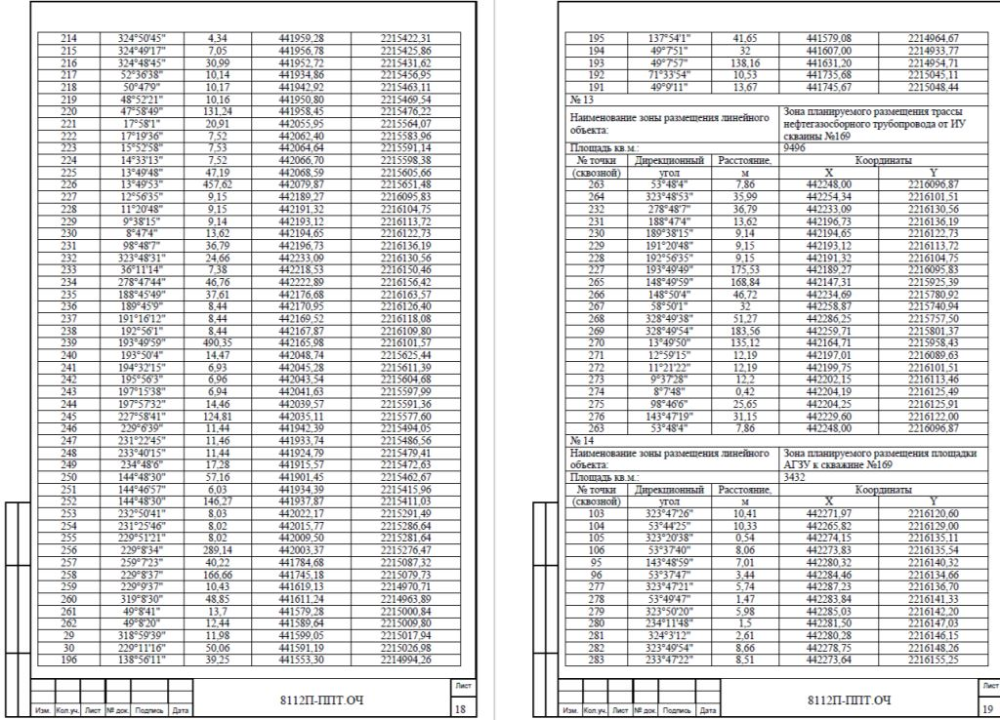 214 324°50'45" 4,34 441959,28 2215422,31
215 324°49'17" 7,05 441956,78 2215425,86
216 324°48'45" 30,99 441952,72 2215431,62
217 52°36'38" 10,14 441934,86 2215456,95
218 50°47'9" 10,17 442942,92 2215463,11
219 48°52'21" 10,16 441950,80 2215469,54
220 47°58'49" 131,24 441958,45 2215476,22
221 17°58'1" 20,91 442055,95 2215564,07
222 17°19'36" 7,52 442062,40 2215583,96
223 15°52'58" 7,53 442064,64 2215591,14
224 14°33'13" 7,52 442066,70 2215598,38
225 13°49'48" 47,19 442068,59 2215605,66
226 13°49'53" 457,62 442079,87 2215651,48
227 12°56'35" 9,15 442189,27 2216095,83
228 11°20'48" 9,15 442191,32 2216104,75
229 9°38'15" 9,14 442193,12 2216113,72
230 8°47'4" 13,62 442194,65 2216122,73
231 98°48'7" 36,79 442196,73 2216136,19
232 323°48'31" 24,66 442233,09 2216130,56
233 36°11'14" 7,38 442218,53 2216150,46
234 278°47'44" 46,76 442222,89 2216156,42
235 188°45'49" 37,61 442176,68 2216163,57
236 189°45'9" 8,44 442170,95 2216126,40
237 191°16'12" 8,44 442169,52 2216118,08
238 192°56'1" 8,44 442167,87 2216109,80
239 193°49'59" 490,35 442165,98 2216101,57
240 193°50'4" 14,47 442048,74 2215625,44
241 194°32'15" 6,93 442045,28 2215611,39
242 195°56'3" 6,96 442043,54 2215604,68
243 197°15'38" 6,94 442041,63 2215597,99
244 197°57'32" 14,46 442039,57 2215591,36
245 227°58'41" 124,81 442035,11 2215577,60
246 229°6'39" 11,44 441942,39 2215494,05
247 231°22'45" 11,46 441933,74 2215486,56
248 233°40'15" 11,44 441924,79 2215479,41
249 234°48'6" 17,28 441915,57 2215472,63
250 144°48'30" 57,16 441901,45 2215462,67
251 144°46'57" 6,03 441934,39 2215415,96
252 144°48'30" 146,27 441937,87 2215411,03
253 232°50'41" 8,03 442022,17 2215291,49
254 231°25'46" 8,02 442015,77 2215286,64
255 229°51'21" 8,02 442009,50 2215281,64
256 229°8'34" 289,14 442003,37 2215276,47
257 259°7'23" 40,22 441784,68 2215087,32
258 229°8'37" 166,66 441745,18 2215079,73
259 229°9'37" 10,43 441619,13 2214970,71
260 319°8'30" 48,85 441611,24 2214963,89
261 49°8'41" 13,7 441579,28 2215000,84
262 49°8'20" 12,44 441589,64 2215009,80
29 318°59'39" 11,98 441599,05 2215017,94
30 229°11'16" 50,06 441591,19 2215026,98
196 138°56'11" 39,25 441553,30 2214994,26
Изм. Кол.уч. Лист № док. Подпись Дата
8112П-ППТ.ОЧ
Лист
18
195 137°54'1" 41,65 441579,08 2214964,67
194 49°7'51" 32 441607,00 2214933,77
193 49°7'57" 138,16 441631,20 2214954,71
192 71°33'54" 10,53 441735,68 2215045,11
191 49°9'11" 13,67 441745,67 2215048,44
№ 13
Наименование зоны размещения линейного объекта: Зона планируемого размещения трассы
нефтегазосборного трубопровода от ИУ
скваины №169
Площадь кв.м.: 9496
№ точки Дирекционный Расстояние, Координаты
(сквозной) угол м X Y
263 53°48'4" 7,86 442248,00 2216096,87
264 323°48'53" 35,99 442254,34 2216101,51
232 278°48'7" 36,79 442233,09 2216130,56
231 188°47'4" 13,62 442196,73 2216136,19
230 189°38'15" 9,14 442194,65 2216122,73
229 191°20'48" 9,15 442193,12 2216113,72
228 192°56'35" 9,15 442191,32 2216104,75
227 193°49'49" 175,53 442189,27 2216095,83
265 148°49'59" 168,84 442147,31 2215925,39
266 148°50'4" 46,72 442234,69 2215780,92
267 58°50'1" 32 442258,87 2215740,94
268 328°49'38" 51,27 442286,25 2215757,50
269 328°49'54" 183,56 442259,71 2215801,37
270 13°49'50" 135,12 442164,71 2215958,43
271 12°59'15" 12,19 442197,01 2216089,63
272 11°21'22" 12,19 442199,75 2216101,51
273 9°37'28" 12,2 442202,15 2216113,46
274 8°7'48" 0,42 442204,19 2216125,49
275 98°46'6" 25,65 442204,25 2216125,91
276 143°47'19" 31,15 442229,60 2216122,00
263 53°48'4" 7,86 442248,00 2216096,87
№ 14
Наименование зоны размещения линейного Зона планируемого размещения площадки
объекта: АГЗУ к скважине №169
Площадь кв.м.: 3432
№ точки Дирекционный Расстояние, Координаты
(сквозной) угол м X Y
103 323°47'26" 10,41 442271,97 2216120,60
104 53°44'25" 10,33 442265,82 2216129,00
105 323°20'38" 0,54 442274,15 2216135,11
106 53°37'40" 8,06 442273,83 2216135,54
95 143°48'59" 7,01 442280,32 2216140,32
96 53°37'47" 3,44 442284,46 2216134,66
277 323°47'21" 5,74 442287,23 2216136,70
278 53°49'47" 1,47 442283,84 2216141,33
279 323°50'20" 5,98 442285,03 2216142,20
280 234°11'48" 1,5 442281,50 2216147,03
281 324°3'12" 2,61 442280,28 2216146,15
282 323°49'54" 8,66 442278,75 2216148,26
283 233°47'22" 8,51 442273,64 2216155,25
Изм. Кол.уч. Лист № док. Подпись Дата
8112П-ППТ.ОЧ
Лист
19